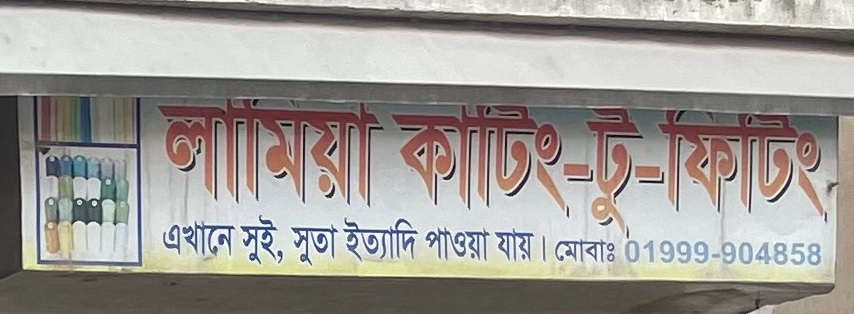 লামিয়া কাটিং-টু-ফিটিং
এখানে সুই, সুতা ইত্যাদি পাওয়া যায়। মোবাঃ 01999-904858